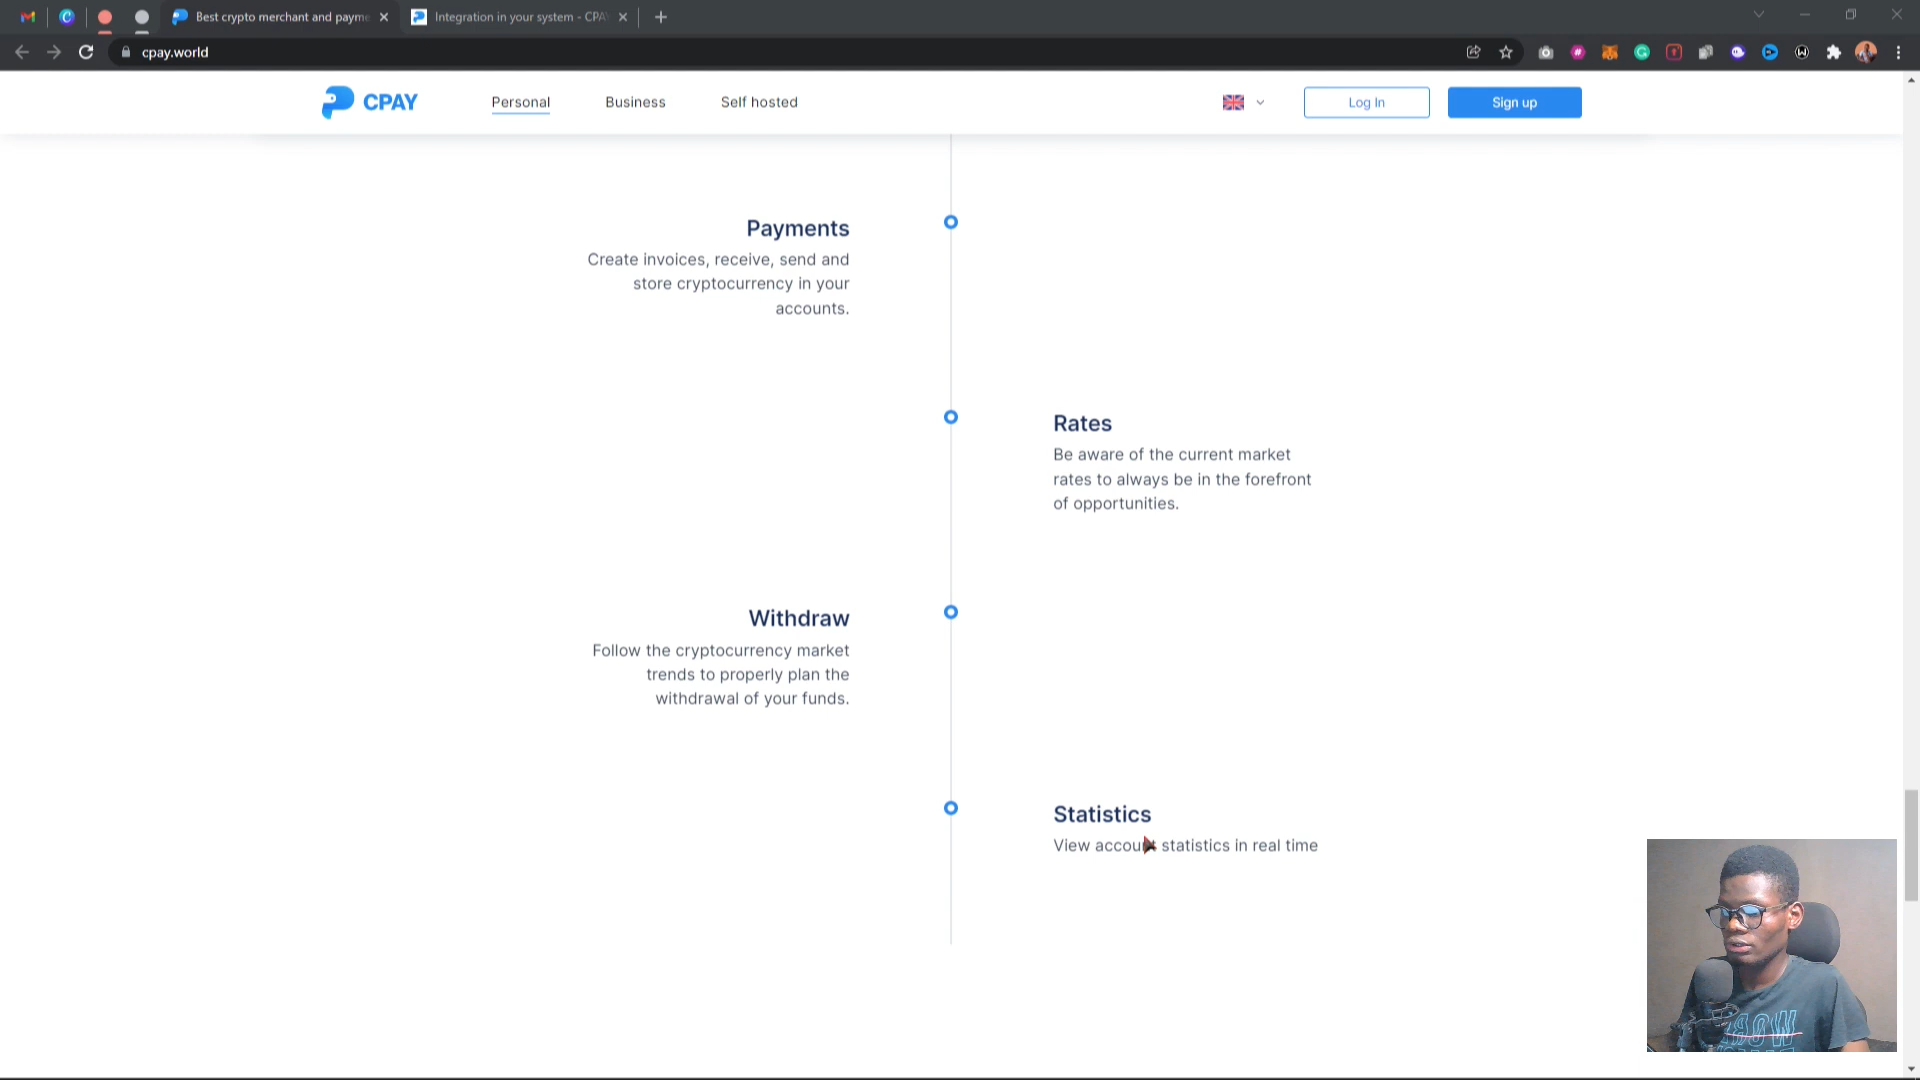 Best crypto merchant and payme
Integration in your system - CPA
cpay.world
CPAY
Personal
Business
Self hosted
Log In
Sign up
Payments
Create invoices, receive, send and
store cryptocurrency in your
accounts.
Rates
Be aware of the current market
rates to always be in the forefront
of opportunities.
Withdraw
Follow the cryptocurrency market
trends to properly plan the
withdrawal of your funds.
Statistics
View account statistics in real time